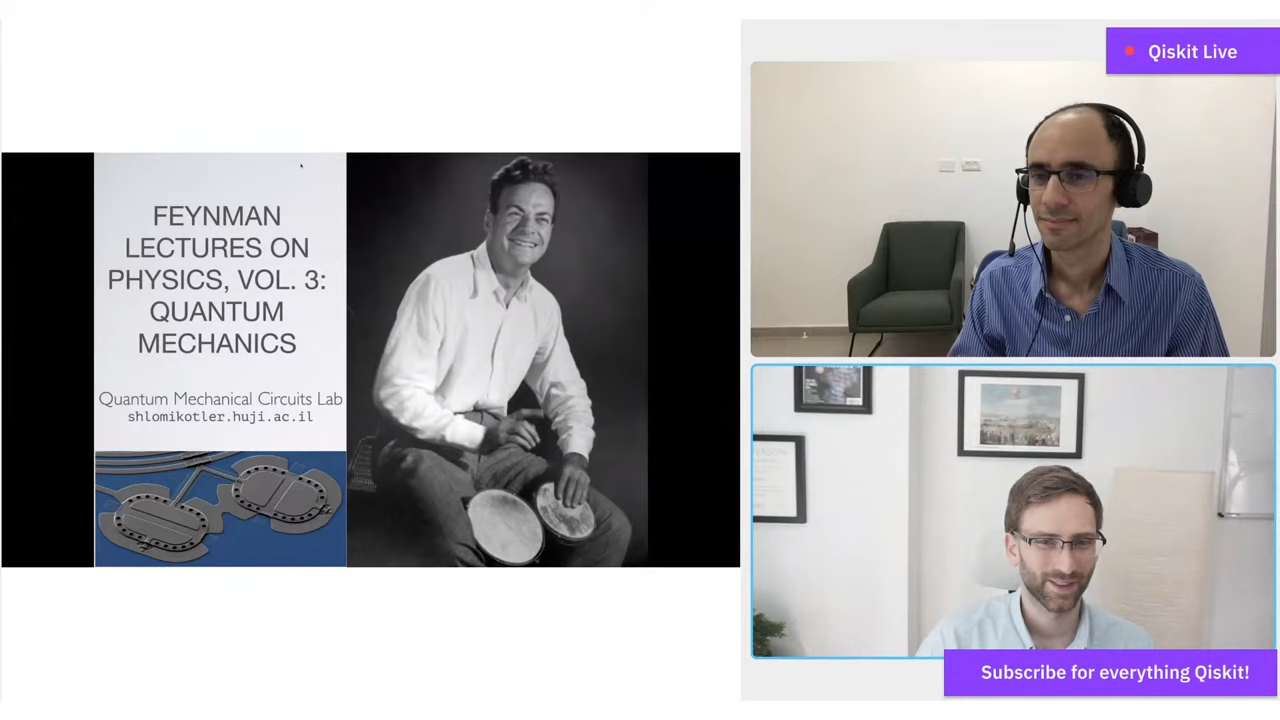 FEYNMAN
LECTURES ON
PHYSICS, VOL. 3:
QUANTUM
MECHANICS
Quantum Mechanical Circuits Lab
shlomikotler.huji.ac.il
Qiskit Live
Subscribe for everything Qiskit!